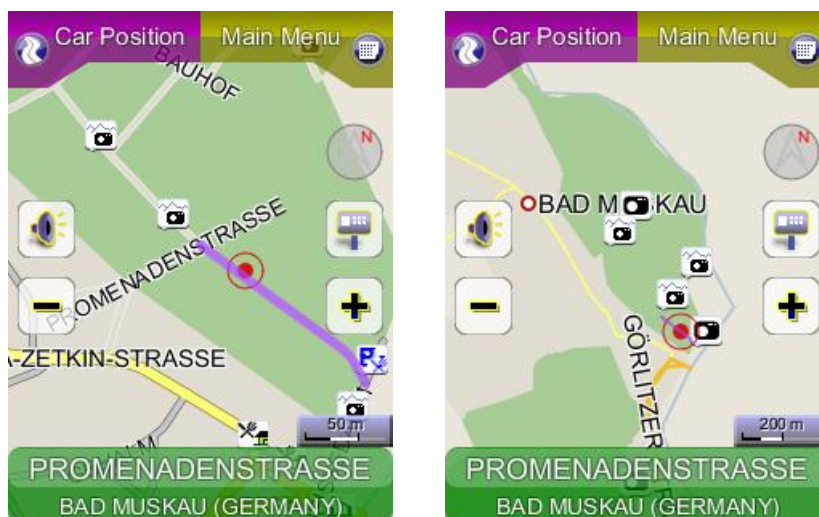 Car Position
Main Menu
BAUHOF
N
PROMENADENSTRASSE
A-ZETKIN-STRASSE
50 m
PROMENADENSTRASSE
BAD MUSKAU (GERMANY)
Car Position
Main Menu
N
BAD M KAU
GÖRLITZER
200 m
PROMENADENSTRASSE
BAD MUSKAU (GERMANY)